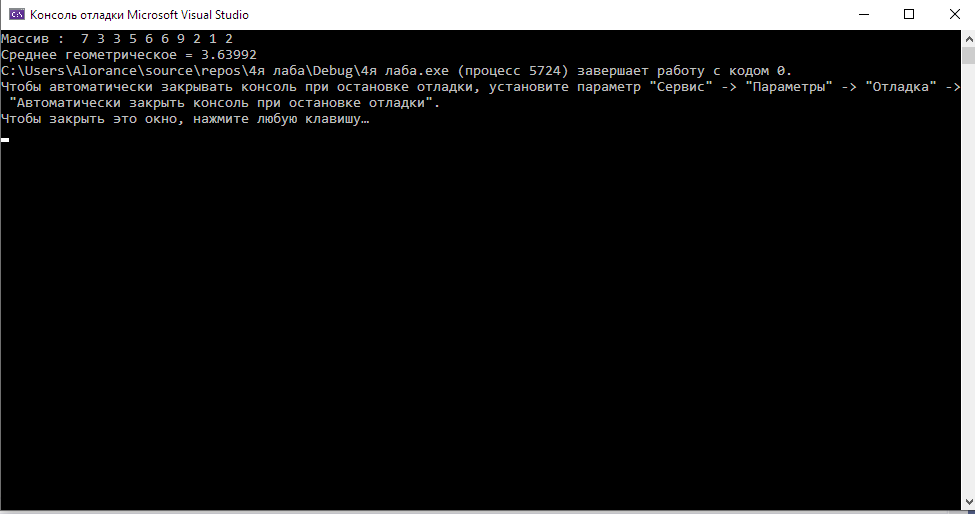 Консоль отладки Microsoft Visual Studio
Массив :  7 3 3 5 6 6 9 2 1 2
Среднее геометрическое = 3.63992
C:\Users\Alorance\source\repos\4я лаба\Debug\4я лаба.exe (процесс 5724) завершает работу с кодом 0.
Чтобы автоматически закрывать консоль при остановке отладки, установите параметр "Сервис" -> "Параметры" -> "Отладка" ->
"Автоматически закрыть консоль при остановке отладки".
Чтобы закрыть это окно, нажмите любую клавишу…